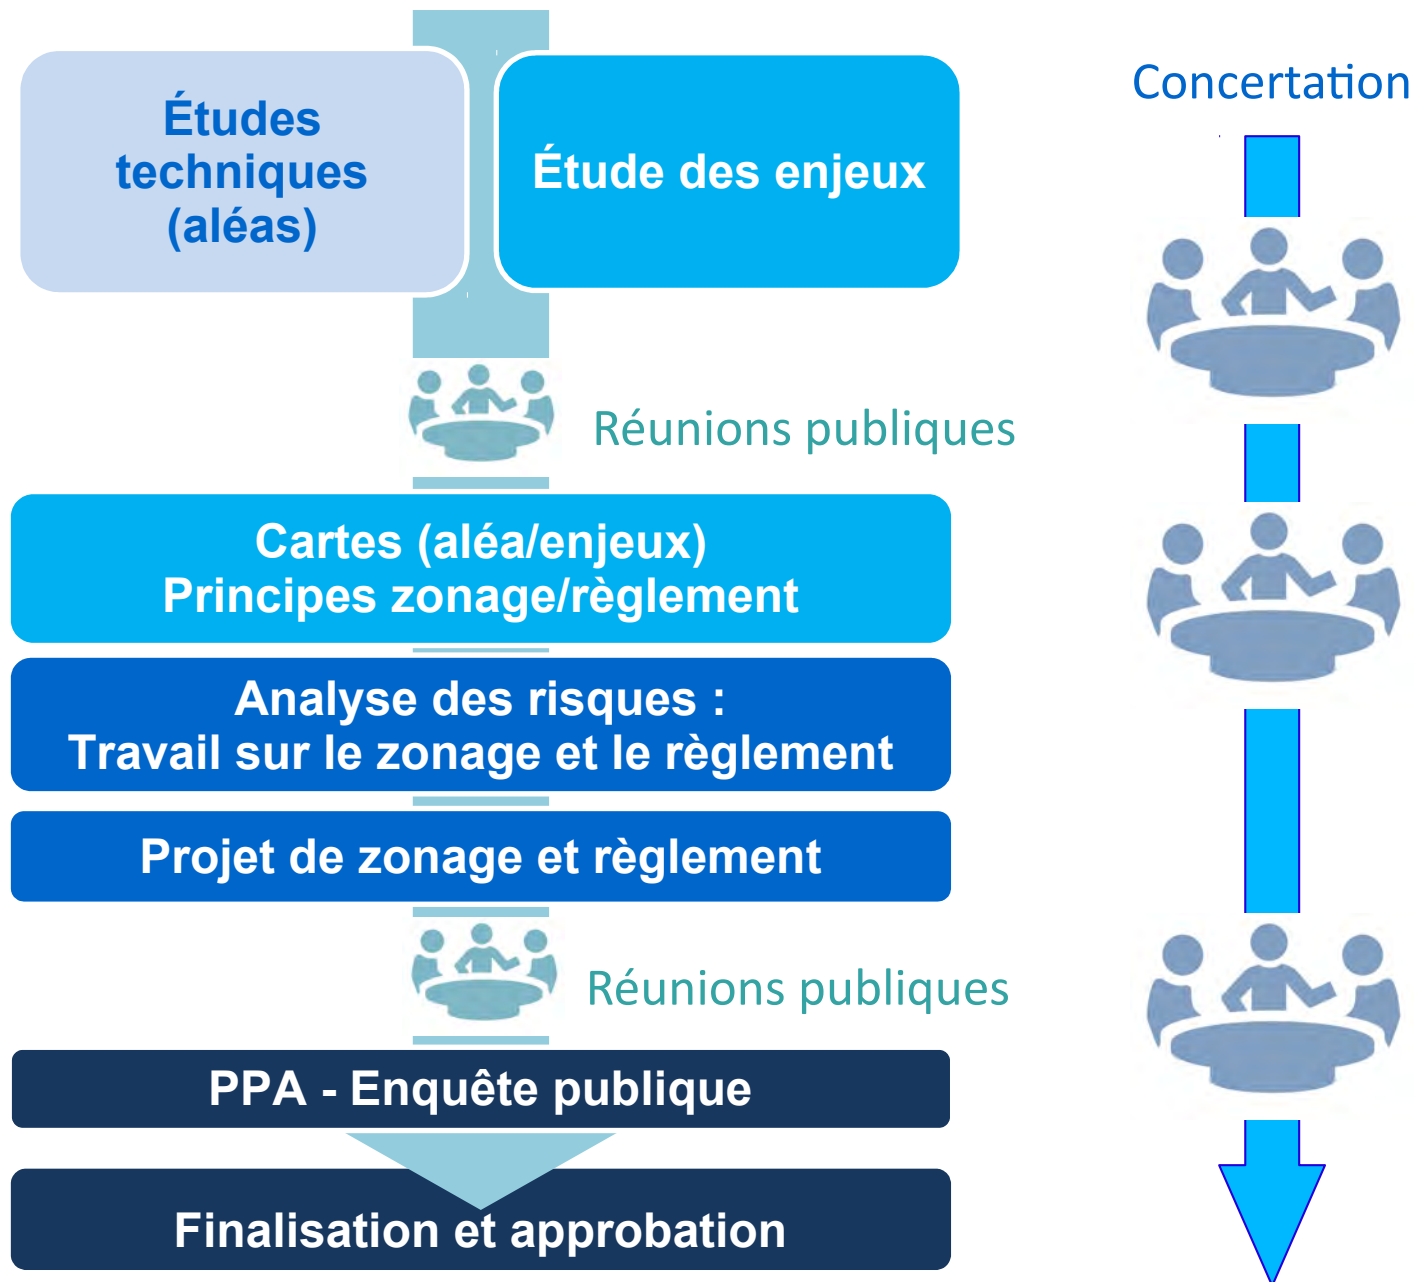 Études
techniques
(aléas)
Étude des enjeux
Concertation
Réunions publiques
Cartes (aléa/enjeux)
Principes zonage/règlement
Analyse des risques :
Travail sur le zonage et le règlement
Projet de zonage et règlement
Réunions publiques
PPA - Enquête publique
Finalisation et approbation